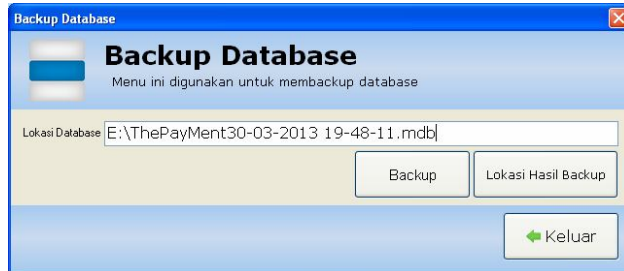 Backup Database
Backup Database
Menu ini digunakan untuk membackup database
Lokasi Database E:\ThePayMent30-03-2013 19-48-11.mdb
Backup Lokasi Hasil Backup
Keluar